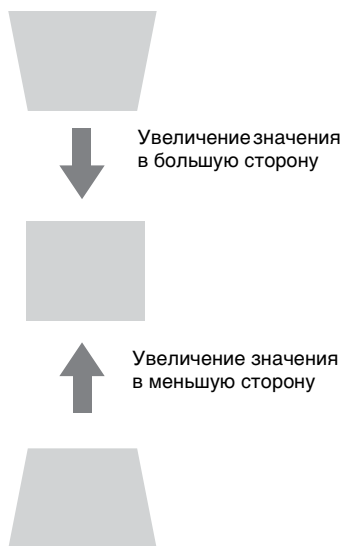 Увеличение значения
в большую сторону
Увеличение значения
в меньшую сторону